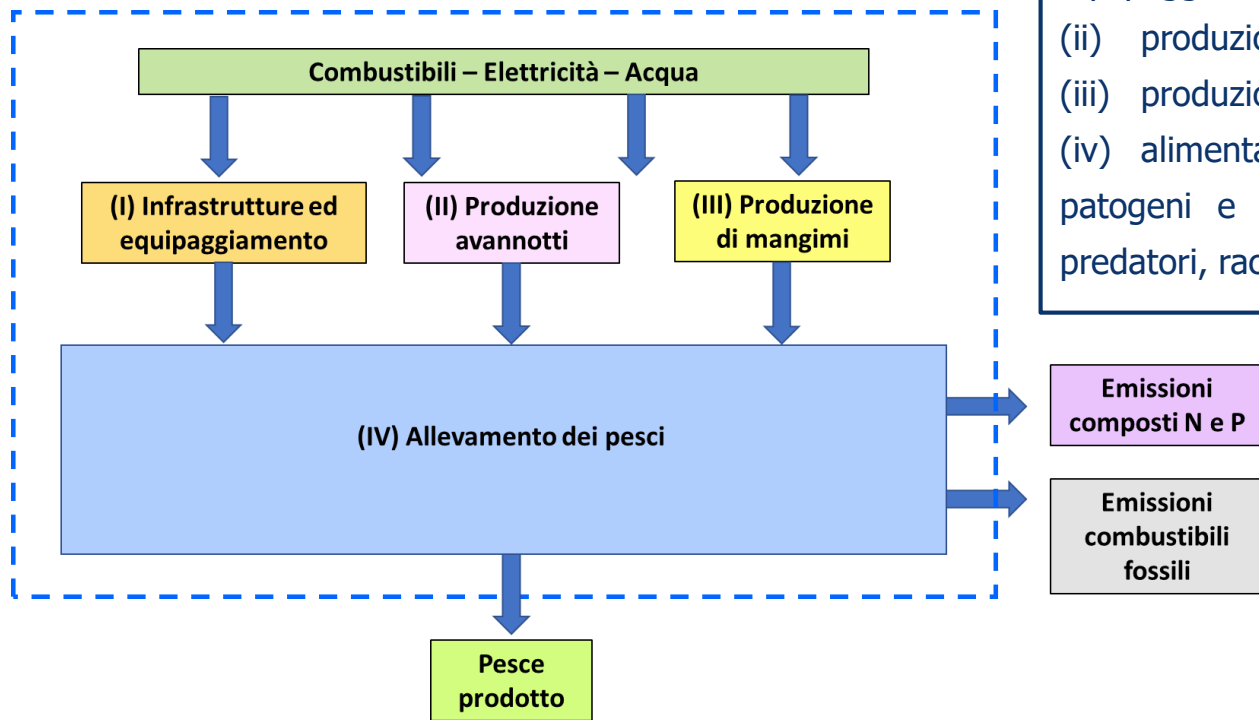 Combustibili – Elettricità – Acqua
(I) Infrastrutture ed
equipaggiamento
(II) Produzione
avannotti
(III) Produzione
di mangimi
(IV) Allevamento dei pesci
Pesce
prodotto
(ii) produzio
(iii) produzio
(iv) alimenta
patogeni e
predatori, rac
Emissioni
composti N e P
Emissioni
combustibili
fossili